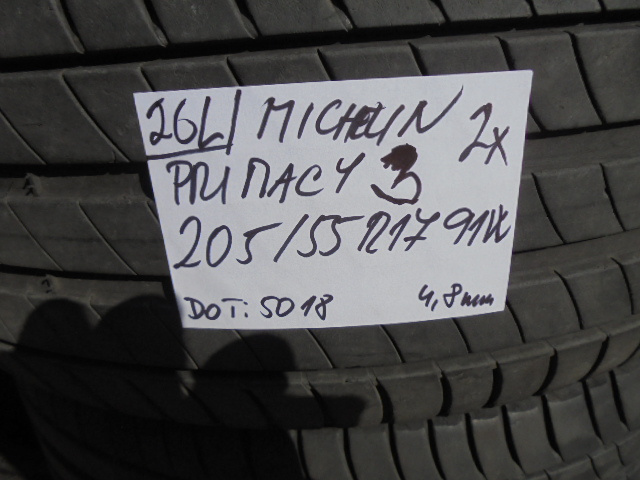 26L MICHELIN 2x
PRIMACY 3
205/55 R17 91W
DOT: 5018 4,8mm